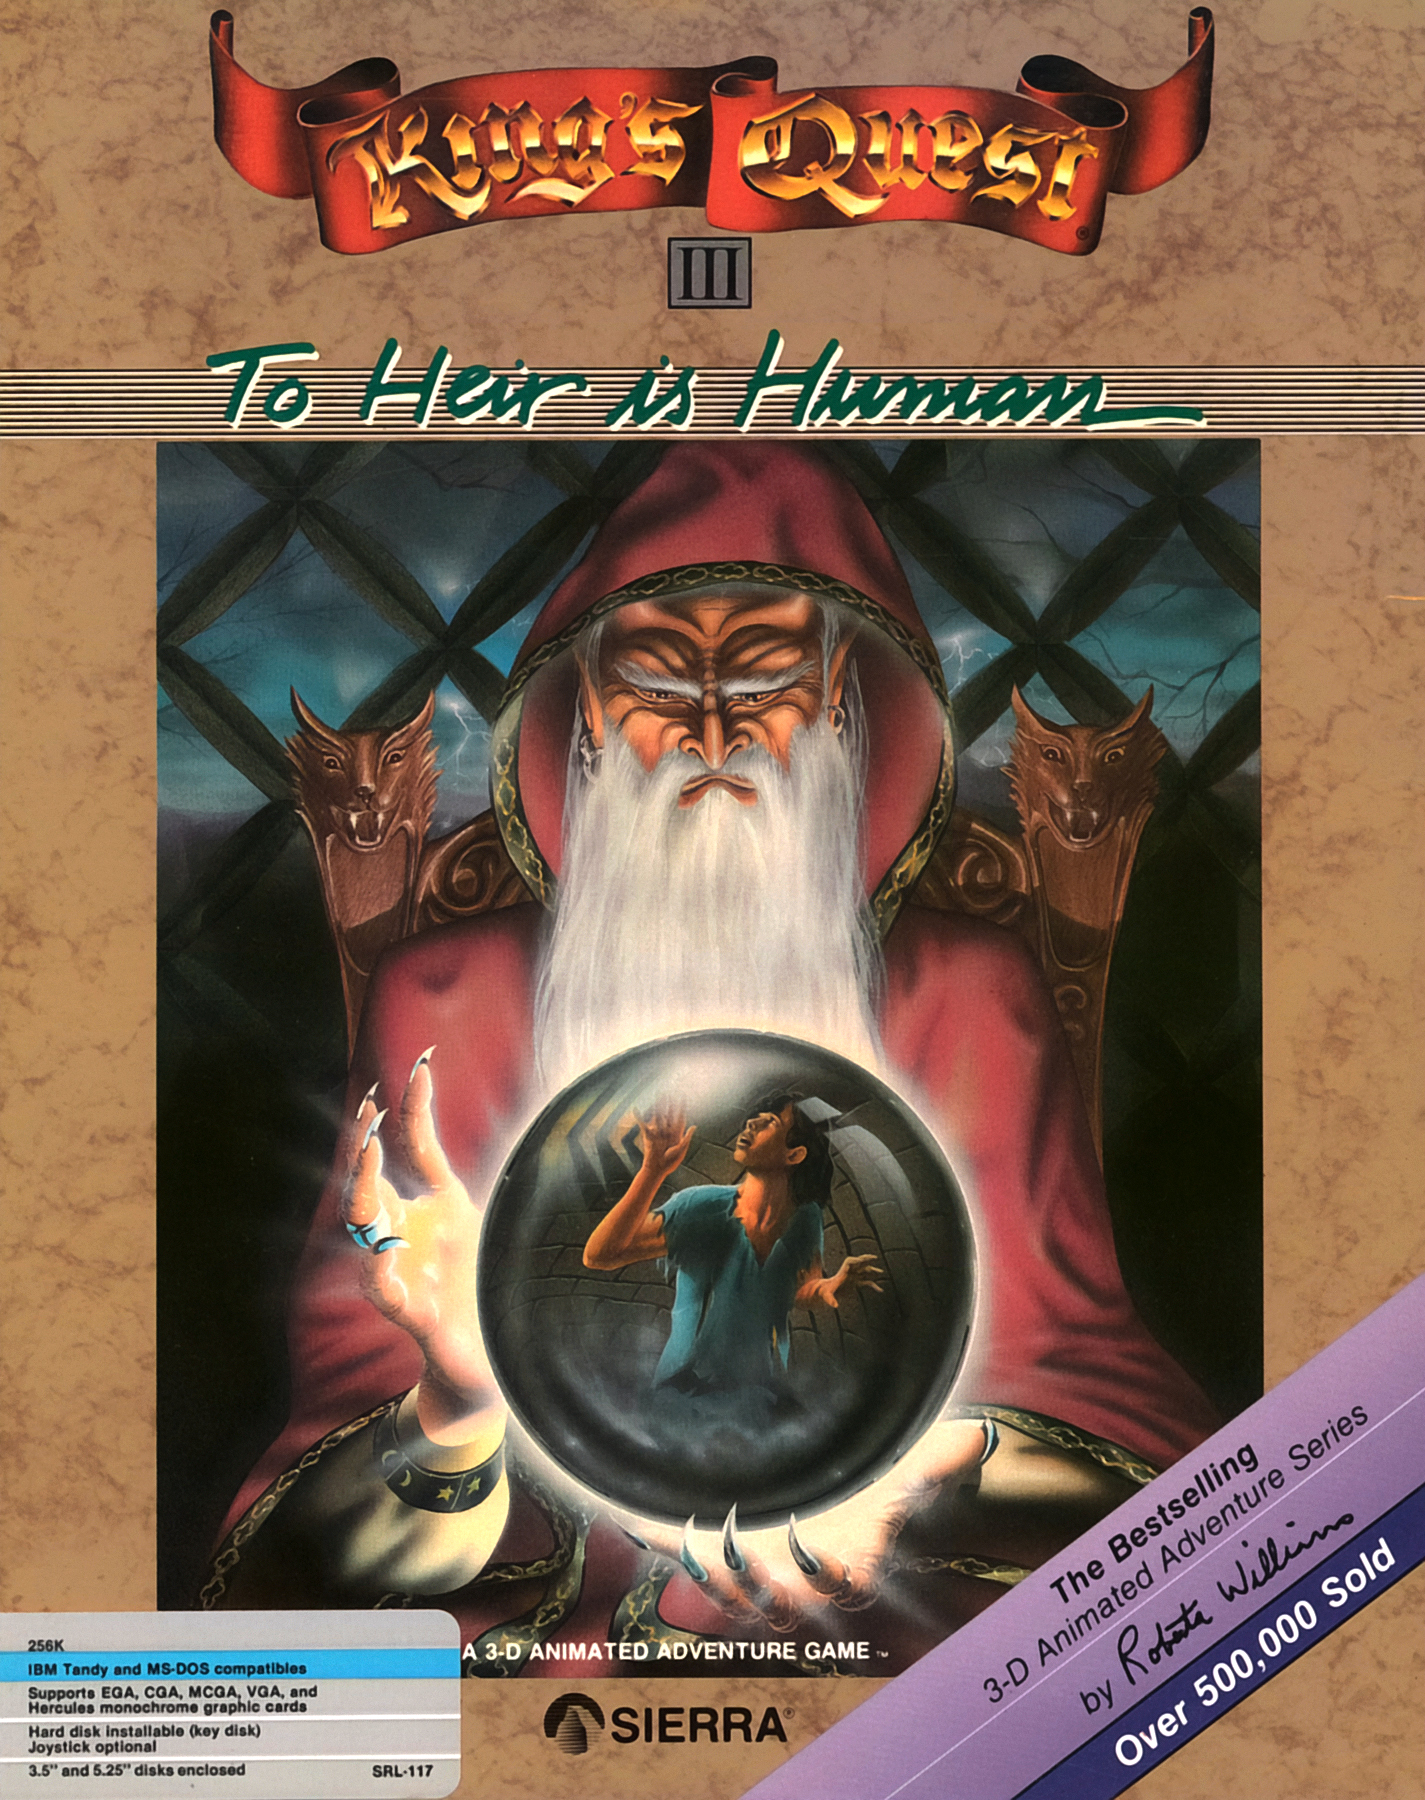 King's Quest®
III
To Heir is Human
A 3-D ANIMATED ADVENTURE GAME™
256K
IBM Tandy and MS-DOS compatibles
Supports EGA, CGA, MCGA, VGA, and
Hercules monochrome graphic cards
Hard disk installable (key disk)
Joystick optional
3.5" and 5.25" disks enclosed SRL-117
SIERRA®
The Bestselling
3-D Animated Adventure Series
by Roberta Williams
Over 500,000 Sold